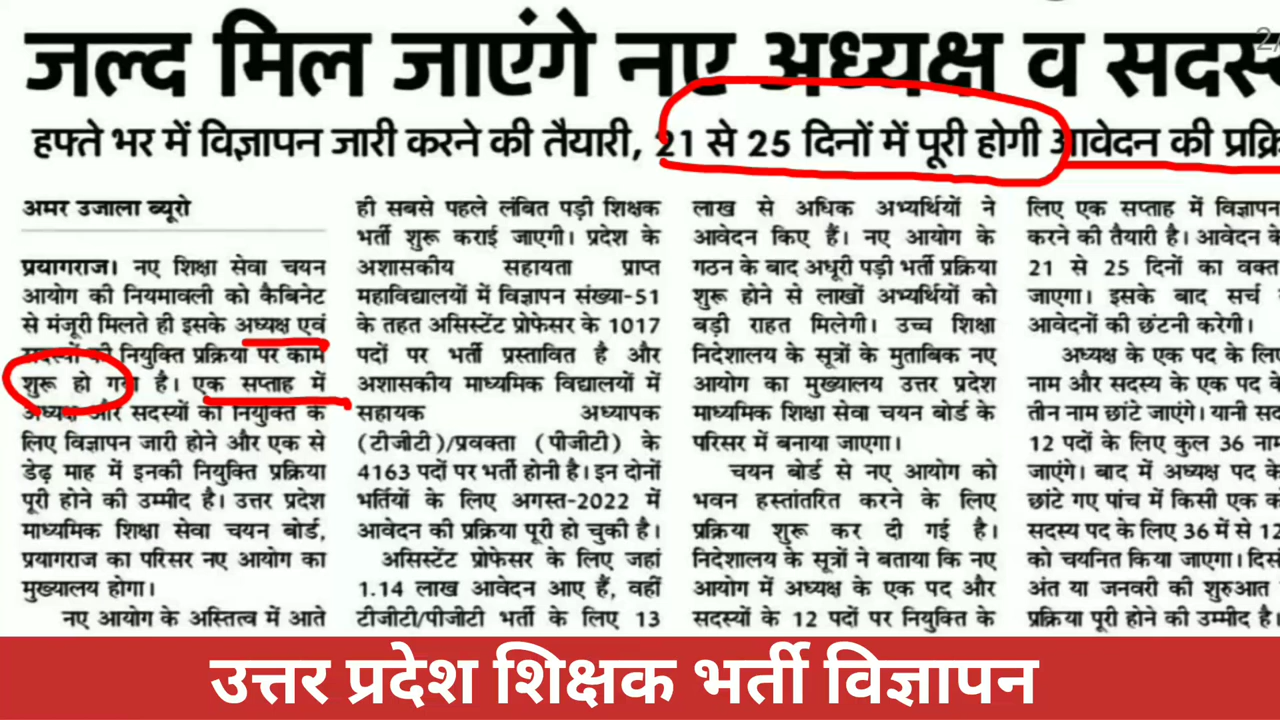 जल्द मिल जाएंगे नए अध्यक्ष व
हफ्ते भर में विज्ञापन जारी करने की तैयारी, 21 से 25 दिनों में पूरी होगी आवेदन की
अमर उजाला ब्यूरो
प्रयागराज। नए शिक्षा सेवा चयन
आयोग की नियमावली को कैबिनेट
से मंजूरी मिलते ही इसके अध्यक्ष एवं
सदस्यों की नियुक्ति प्रक्रिया पर काम
शुरू हो गया है। एक सप्ताह में
अध्यक्ष और सदस्यों की नियुक्ति के
लिए विज्ञापन जारी होने और एक से
डेढ़ माह में इनकी नियुक्ति प्रक्रिया
पूरी होने की उम्मीद है। उत्तर प्रदेश
माध्यमिक शिक्षा सेवा चयन बोर्ड,
प्रयागराज का परिसर नए आयोग का
मुख्यालय होगा।
नए आयोग के अस्तित्व में आते
ही सबसे पहले लंबित पड़ी शिक्षक
भर्ती शुरू कराई जाएगी। प्रदेश के
अशासकीय सहायता प्राप्त
महाविद्यालयों में विज्ञापन संख्या-51
के तहत असिस्टेंट प्रोफेसर के 1017
पदों पर भर्ती प्रस्तावित है और
अशासकीय माध्यमिक विद्यालयों में
सहायक अध्यापक
(टीजीटी)/प्रवक्ता (पीजीटी) के
4163 पदों पर भर्ती होनी है। इन दोनों
भर्तियों के लिए अगस्त-2022 में
आवेदन की प्रक्रिया पूरी हो चुकी है।
असिस्टेंट प्रोफेसर के लिए जहां
1.14 लाख आवेदन आए हैं, वहीं
टीजीटी/पीजीटी भर्ती के लिए 13
लाख से अधिक अभ्यर्थियों ने
आवेदन किए हैं। नए आयोग के
गठन के बाद अधूरी पड़ी भर्ती प्रक्रिया
शुरू होने से लाखों अभ्यर्थियों को
बड़ी राहत मिलेगी। उच्च शिक्षा
निदेशालय के सूत्रों के मुताबिक नए
आयोग का मुख्यालय उत्तर प्रदेश
माध्यमिक शिक्षा सेवा चयन बोर्ड के
परिसर में बनाया जाएगा।
चयन बोर्ड से नए आयोग को
भवन हस्तांतरित करने के लिए
प्रक्रिया शुरू कर दी गई है।
निदेशालय के सूत्रों ने बताया कि नए
आयोग में अध्यक्ष के एक पद और
सदस्यों के 12 पदों पर नियुक्ति के
लिए एक सप्ताह में विज्ञापन
करने की तैयारी है। आवेदन के
21 से 25 दिनों का वक्त
जाएगा। इसके बाद सर्च
आवेदनों की छंटनी करेगी।
अध्यक्ष के एक पद के लिए
नाम और सदस्य के एक पद के
तीन नाम छांटे जाएंगे। यानी
12 पदों के लिए कुल 36 नाम
जाएंगे। बाद में अध्यक्ष पद के
छांटे गए पांच में किसी एक
सदस्य पद के लिए 36 में से 12
को चयनित किया जाएगा।
अंत या जनवरी की शुरुआत
प्रक्रिया पूरी होने की उम्मीद है।
उत्तर प्रदेश शिक्षक भर्ती विज्ञापन